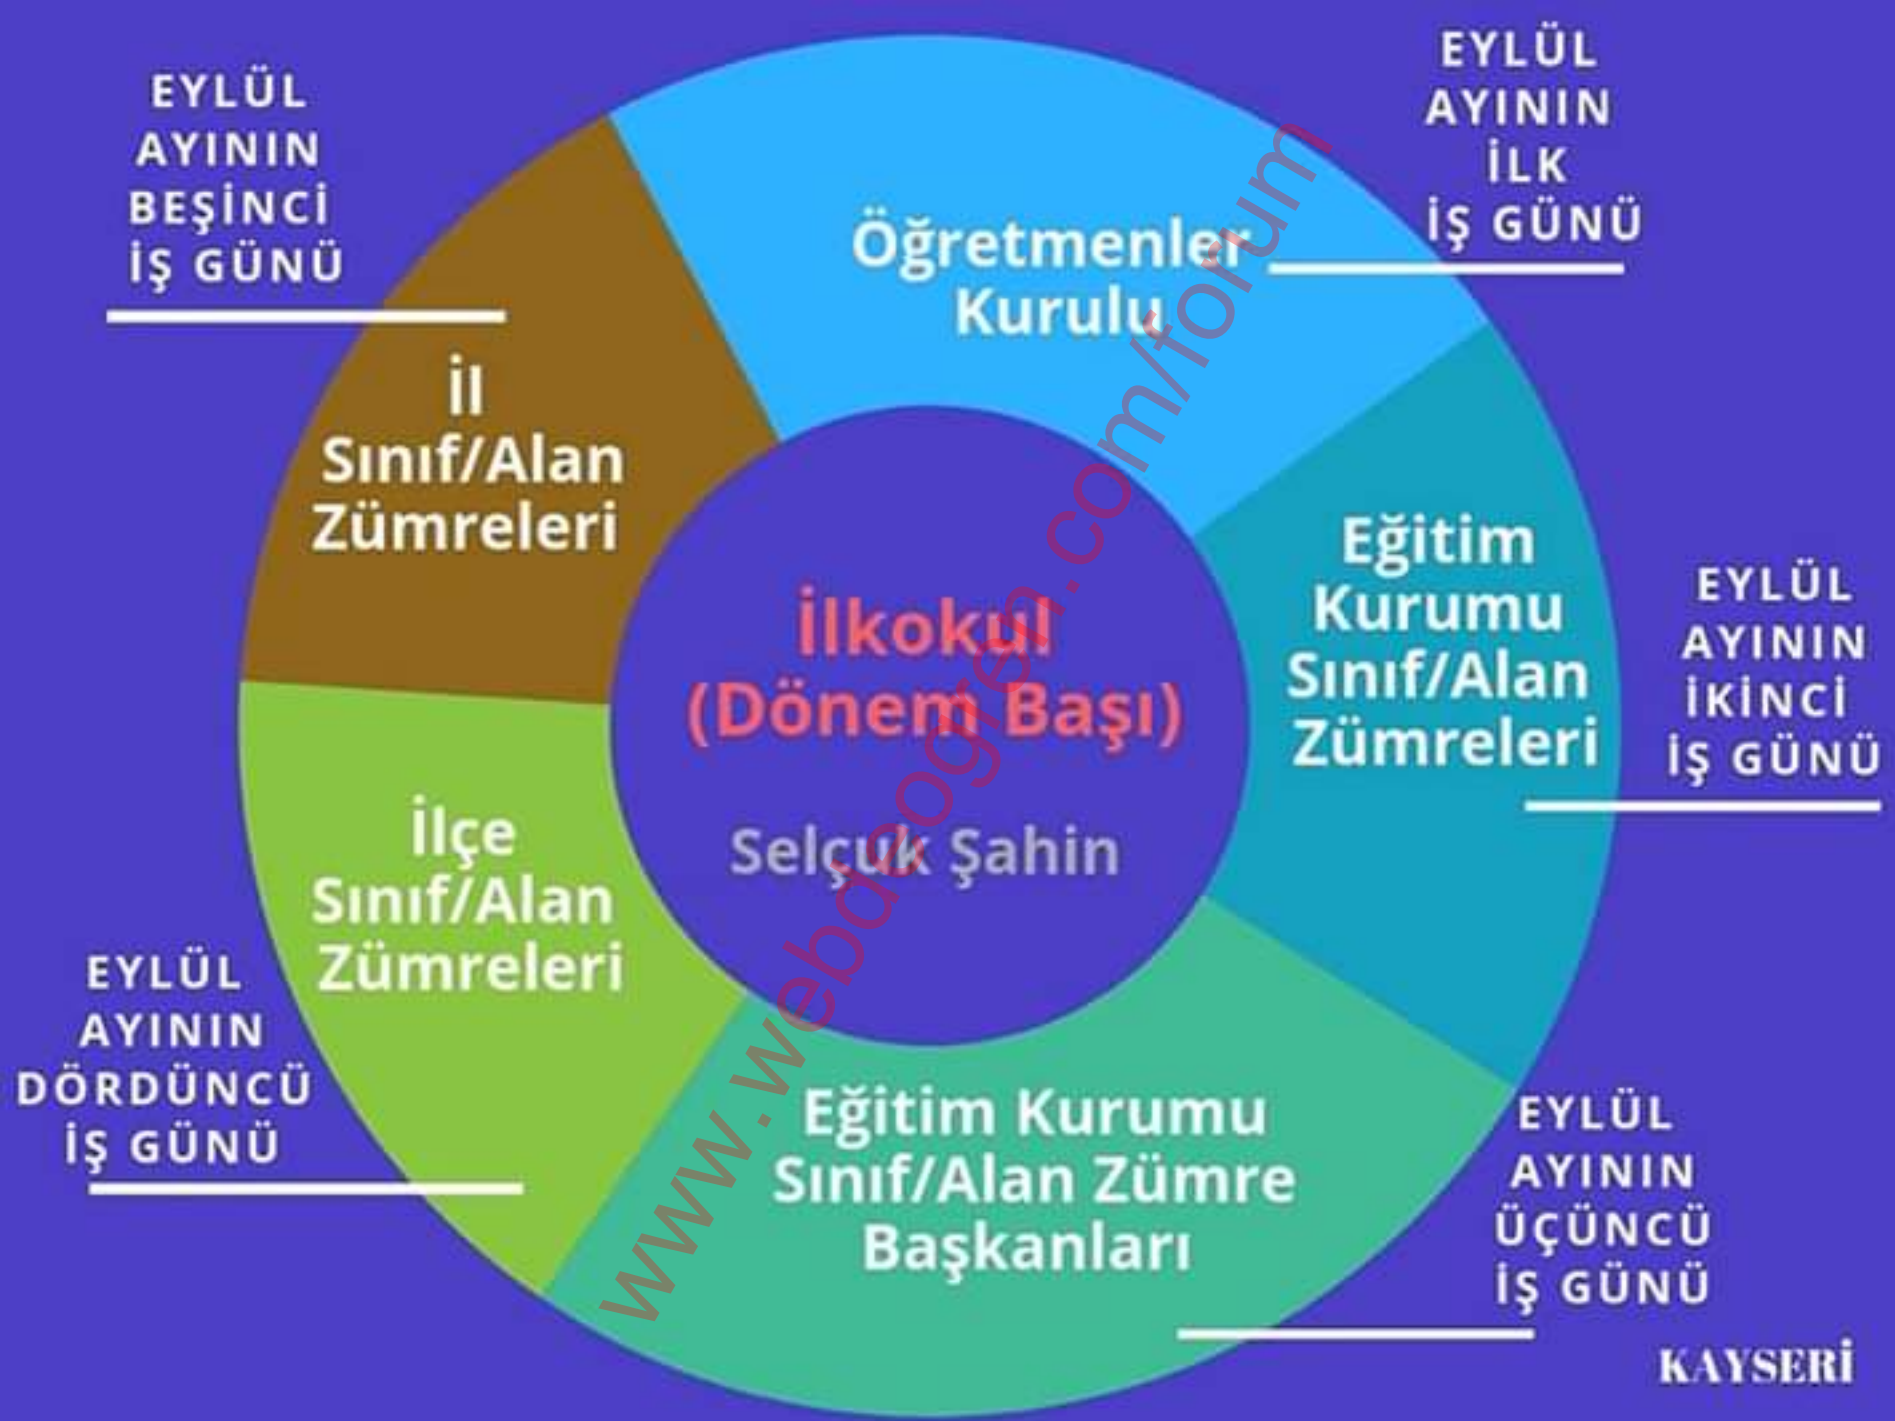 EYLÜL
AYININ
İLK
İŞ GÜNÜ
Öğretmenler
Kurulu
EYLÜL
AYININ
İKİNCİ
İŞ GÜNÜ
Eğitim
Kurumu
Sınıf/Alan
Zümreleri
EYLÜL
AYININ
ÜÇÜNCÜ
İŞ GÜNÜ
Eğitim Kurumu
Sınıf/Alan Zümre
Başkanları
EYLÜL
AYININ
DÖRDÜNCÜ
İŞ GÜNÜ
İlçe
Sınıf/Alan
Zümreleri
EYLÜL
AYININ
BEŞİNCİ
İŞ GÜNÜ
İl
Sınıf/Alan
Zümreleri
İlkokul
(Dönem Başı)
Selçuk Şahin
www.webdeogren.com/forum
KAYSERİ